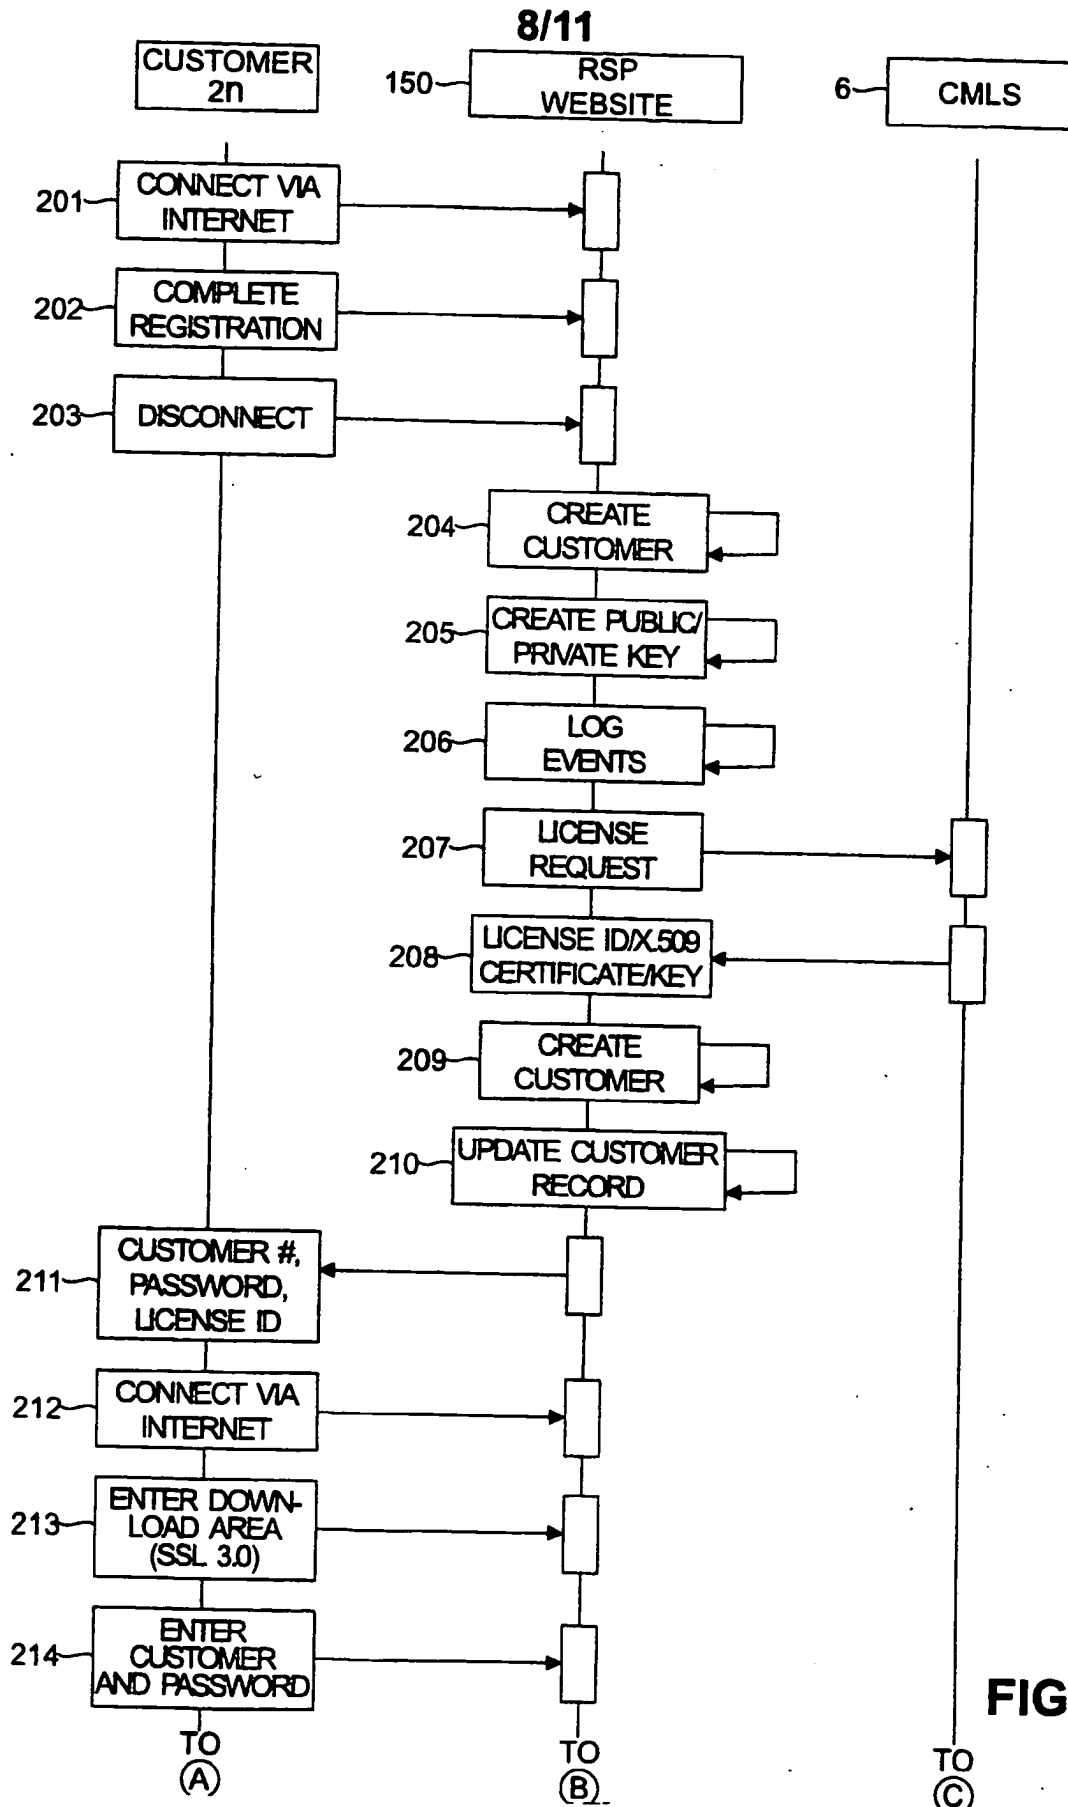 8/11
CUSTOMER
2n
150
RSP
WEBSITE
6
CMLS
201
CONNECT VIA
INTERNET
202
COMPLETE
REGISTRATION
203
DISCONNECT
204
CREATE
CUSTOMER
205
CREATE PUBLIC/
PRIVATE KEY
206
LOG
EVENTS
207
LICENSE
REQUEST
208
LICENSE ID/X.509
CERTIFICATE/KEY
209
CREATE
CUSTOMER
210
UPDATE CUSTOMER
RECORD
211
CUSTOMER #,
PASSWORD,
LICENSE ID
212
CONNECT VIA
INTERNET
213
ENTER DOWN-
LOAD AREA
(SSL 3.0)
214
ENTER
CUSTOMER
AND PASSWORD
FIG
TO
A
TO
B
TO
C